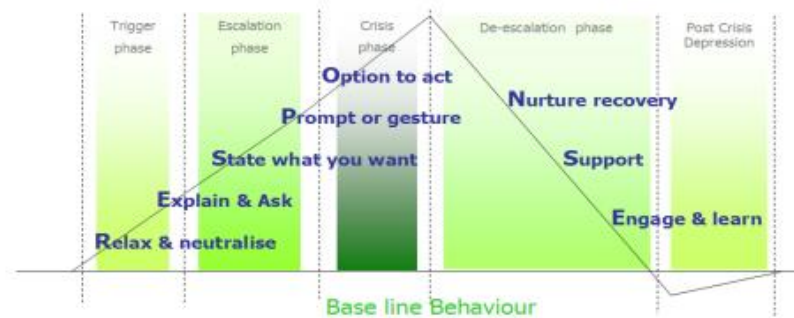 Trigger
phase
Escalation
phase
Crisis
phase
De-escalation phase
Post Crisis
Depression
Option to act
Prompt or gesture
State what you want
Explain & Ask
Relax & neutralise
Nurture recovery
Support
Engage & learn
Base line Behaviour